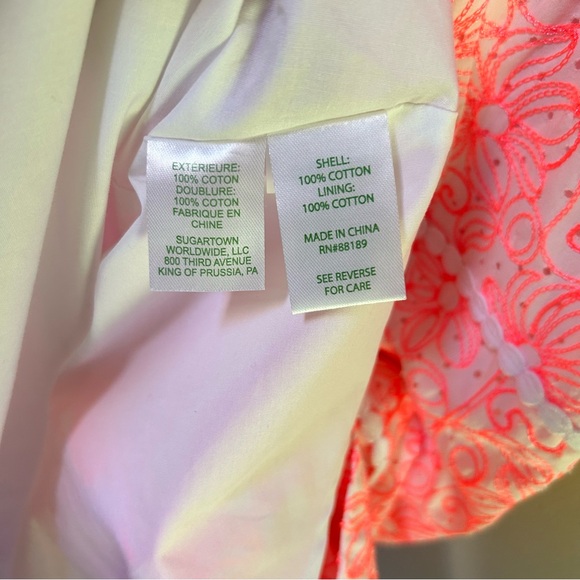 EXTÉRIEURE:
100% COTON
DOUBLURE:
100% COTON
FABRIQUE EN
CHINE
SUGARTOWN
WORLDWIDE, LLC
800 THIRD AVENUE
KING OF PRUSSIA, PA
SHELL:
100% COTTON
LINING:
100% COTTON
MADE IN CHINA
RN#88189
SEE REVERSE
FOR CARE